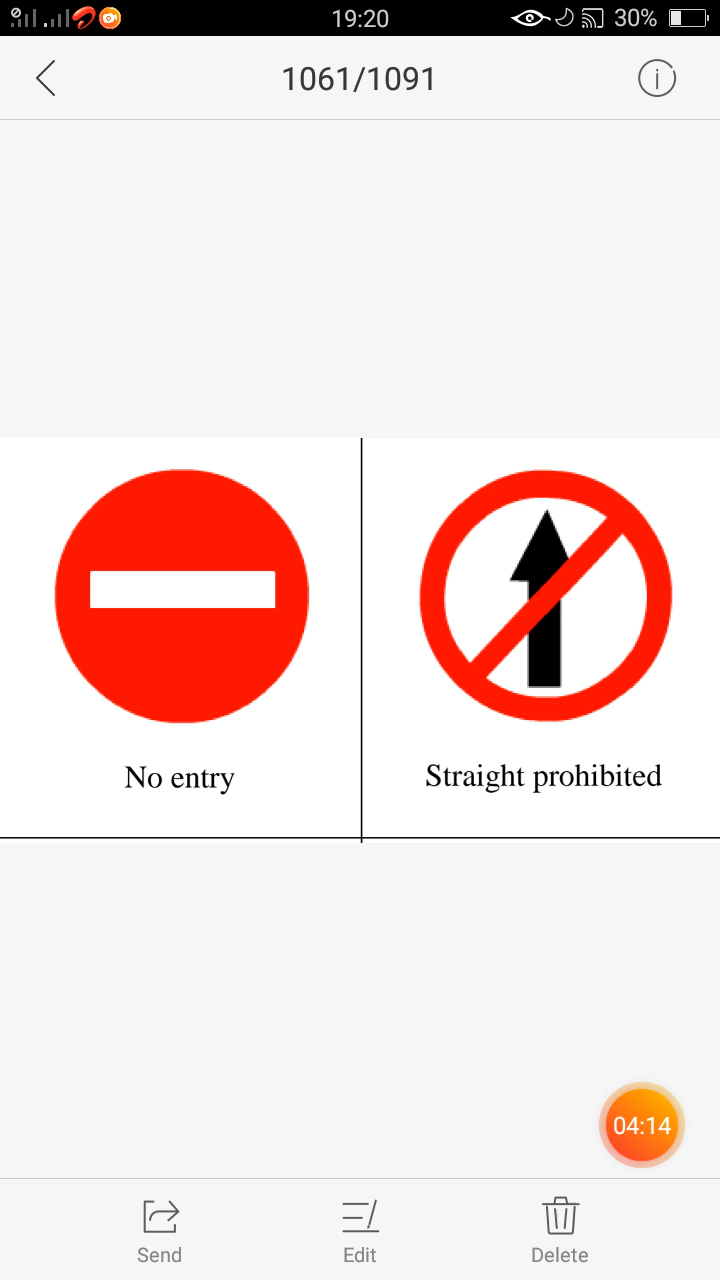 19:20
30%
1061/1091
No entry
Straight prohibited
04:14
Send
Edit
Delete